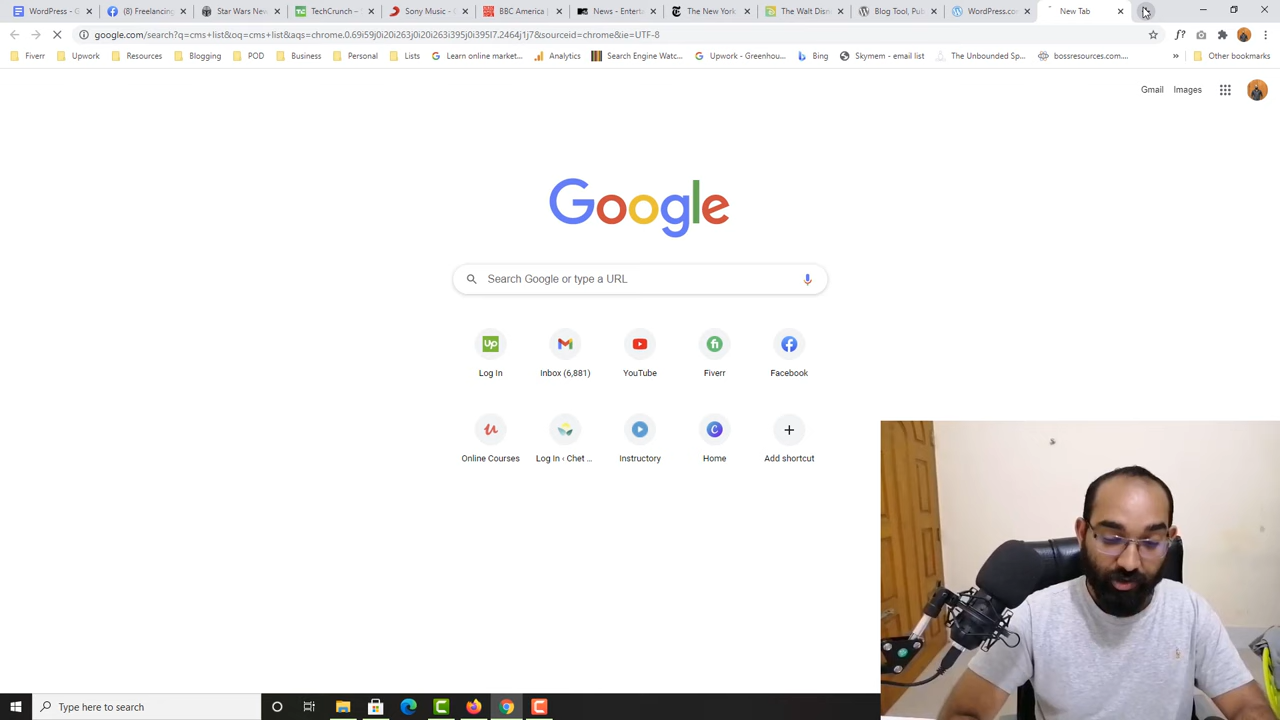 WordPress - G
(8) Freelancing
Star Wars New
TechCrunch –
Sony Music - G
BBC America |
News - Enterta
The New York
The Walt Disn
Blog Tool, Pub
WordPress.co
New Tab
google.com/search?q=cms+list&oq=cms+list&aqs=chrome.0.69i59j0i20i263j0i20i263i395j0i395l7.2464j1j7&sourceid=chrome&ie=UTF-8
f?
Fiverr
Upwork
Resources
Blogging
POD
Business
Personal
Lists
Learn online market...
Analytics
Search Engine Watc...
Upwork - Greenhou...
Bing
Skymem - email list
The Unbounded Sp...
bossresources.com...
»
Other bookmarks
Gmail
Images
Google
Search Google or type a URL
Up
fi
Log In
Inbox (6,881)
YouTube
Fiverr
Facebook
u
C
Online Courses
Log In ‹ Chet ...
Instructory
Home
Add shortcut
Type here to search